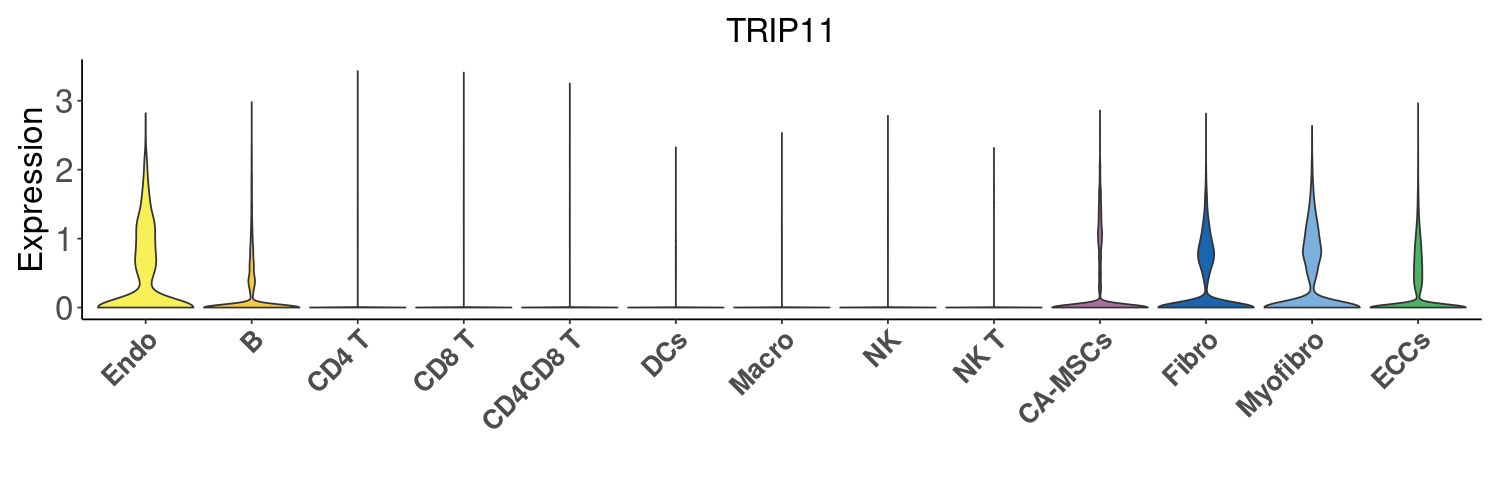 TRIP11
Expression
3
2
1
0
Endo
B
CD4 T
CD8 T
CD4CD8 T
DCs
Macro
NK
NK T
CA-MSCs
Fibro
Myofibro
ECCs